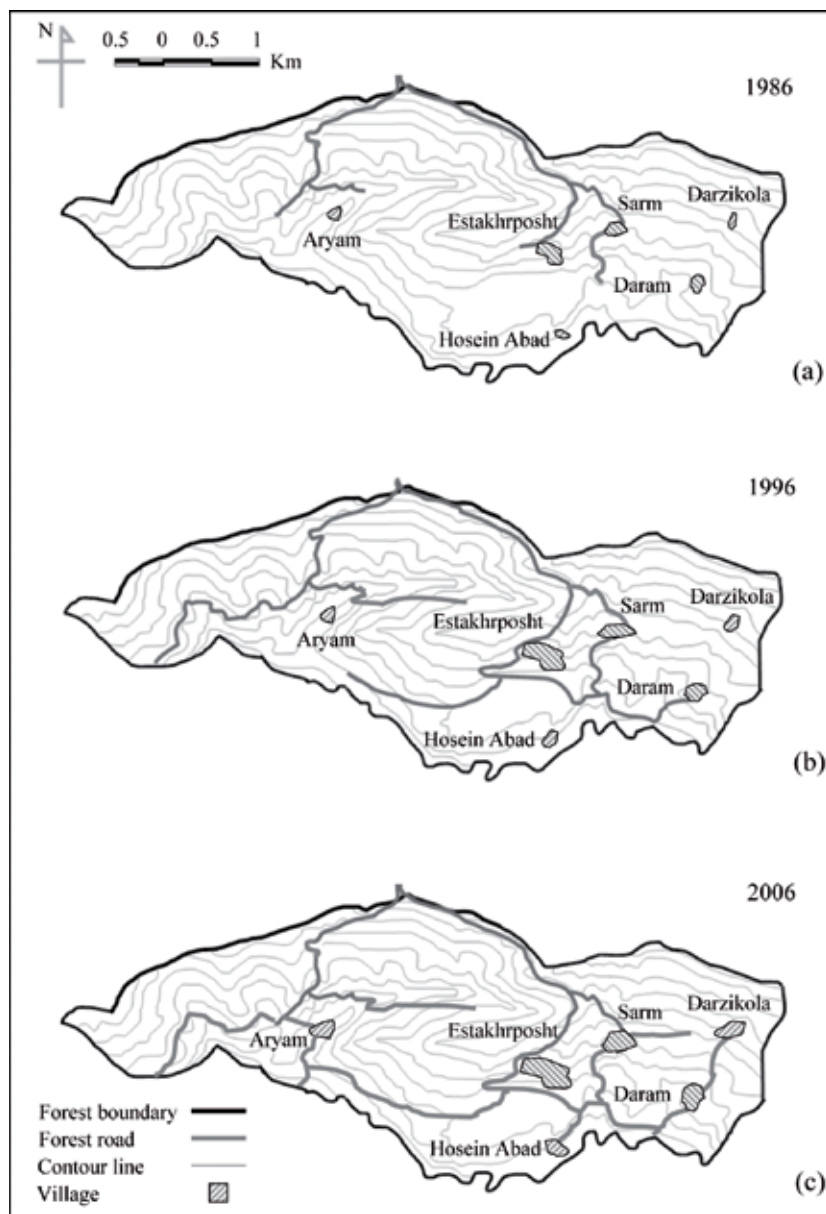 N
0.5 0 0.5 1
Km
1986
Darzikola
Sarm
Estakhrposht
Aryam
Daram
Hosein Abad
(a)
1996
Darzikola
Sarm
Estakhrposht
Aryam
Daram
Hosein Abad
(b)
2006
Darzikola
Sarm
Estakhrposht
Aryam
Daram
Hosein Abad
Forest boundary
Forest road
Contour line
Village
(c)